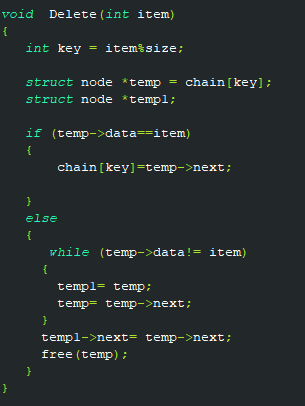 void  Delete(int item)
{
   int key = item%size;
   struct node *temp = chain[key];
   struct node *temp1;
   if (temp->data==item)
   {
       chain[key]=temp->next;
   }
   else
   {
      while (temp->data!= item)
     {
       temp1= temp;
       temp= temp->next;
     }
     temp1->next= temp->next;
     free(temp);
   }
}